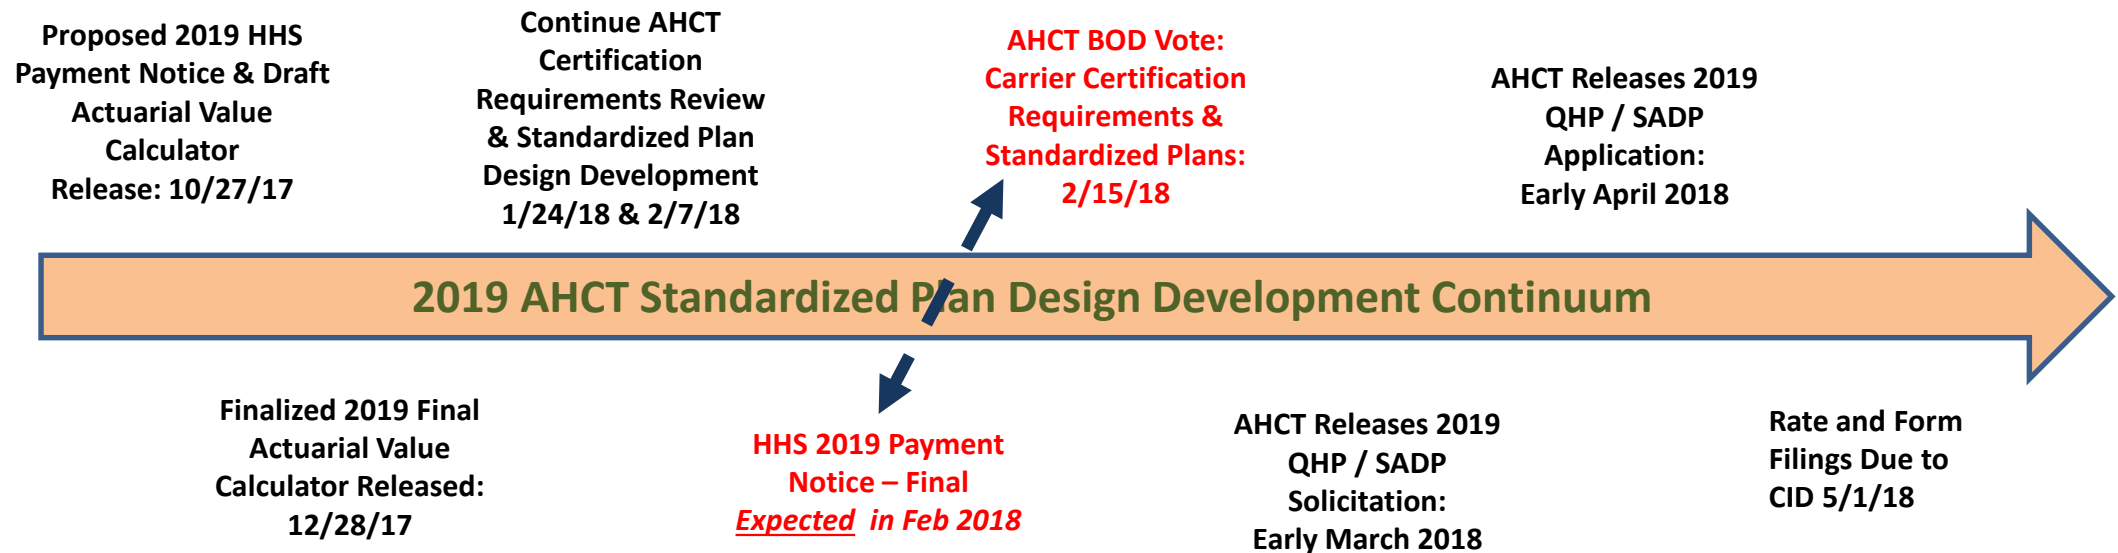 Proposed 2019 HHS
Payment Notice & Draft
Actuarial Value
Calculator
Release: 10/27/17
Continue AHCT
Certification
Requirements Review
& Standardized Plan
Design Development
1/24/18 & 2/7/18
AHCT BOD Vote:
Carrier Certification
Requirements &
Standardized Plans:
2/15/18
AHCT Releases 2019
QHP / SADP
Application:
Early April 2018
2019 AHCT Standardized Plan Design Development Continuum
Finalized 2019 Final
Actuarial Value
Calculator Released:
12/28/17
HHS 2019 Payment
Notice – Final
Expected in Feb 2018
AHCT Releases 2019
QHP / SADP
Solicitation:
Early March 2018
Rate and Form
Filings Due to
CID 5/1/18